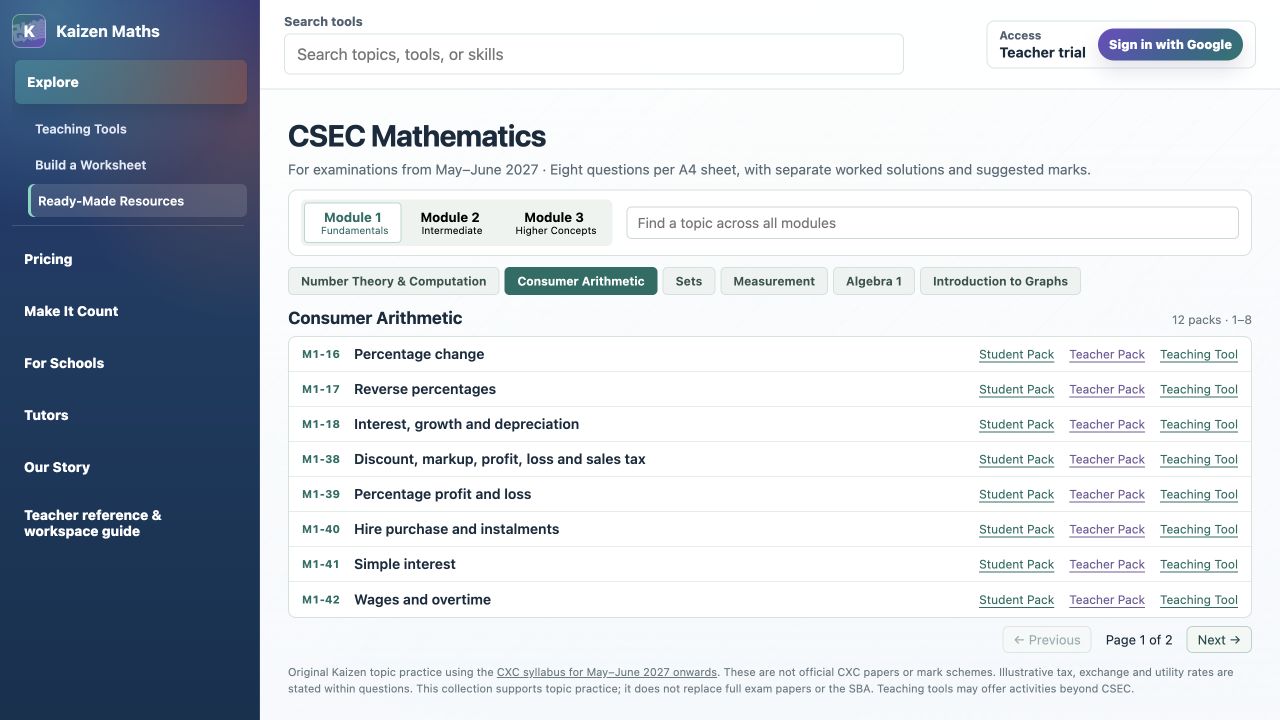 K
Kaizen Maths
Explore
Teaching Tools
Build a Worksheet
Ready-Made Resources
Pricing
Make It Count
For Schools
Tutors
Our Story
Teacher reference &
workspace guide
Search tools
Search topics, tools, or skills
Access
Teacher trial
Sign in with Google
CSEC Mathematics
For examinations from May–June 2027 · Eight questions per A4 sheet, with separate worked solutions and suggested marks.
Module 1
Fundamentals
Module 2
Intermediate
Module 3
Higher Concepts
Find a topic across all modules
Number Theory & Computation
Consumer Arithmetic
Sets
Measurement
Algebra 1
Introduction to Graphs
Consumer Arithmetic
12 packs · 1–8
M1-16 Percentage change Student Pack Teacher Pack Teaching Tool
M1-17 Reverse percentages Student Pack Teacher Pack Teaching Tool
M1-18 Interest, growth and depreciation Student Pack Teacher Pack Teaching Tool
M1-38 Discount, markup, profit, loss and sales tax Student Pack Teacher Pack Teaching Tool
M1-39 Percentage profit and loss Student Pack Teacher Pack Teaching Tool
M1-40 Hire purchase and instalments Student Pack Teacher Pack Teaching Tool
M1-41 Simple interest Student Pack Teacher Pack Teaching Tool
M1-42 Wages and overtime Student Pack Teacher Pack Teaching Tool
← Previous
Page 1 of 2
Next →
Original Kaizen topic practice using the CXC syllabus for May–June 2027 onwards. These are not official CXC papers or mark schemes. Illustrative tax, exchange and utility rates are
stated within questions. This collection supports topic practice; it does not replace full exam papers or the SBA. Teaching tools may offer activities beyond CSEC.